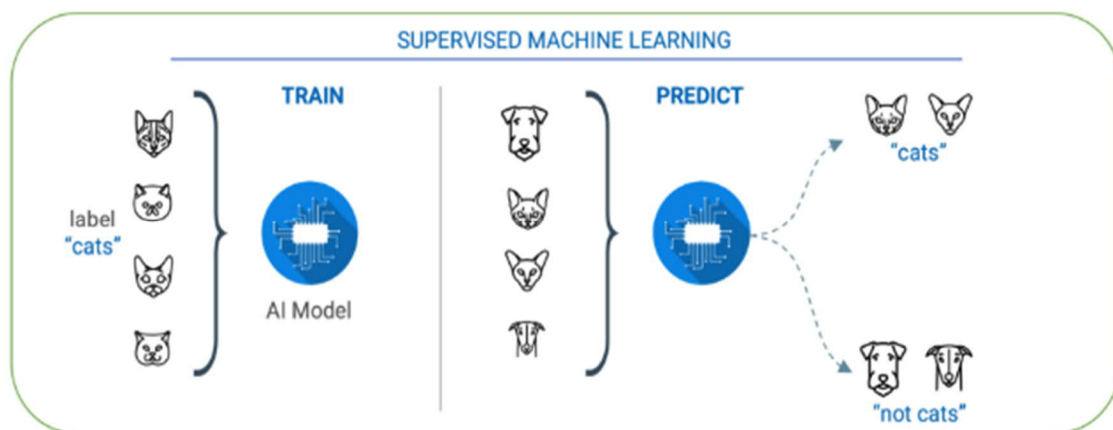 SUPERVISED MACHINE LEARNING
TRAIN
label
"cats"
AI Model
PREDICT
"cats"
"not cats"